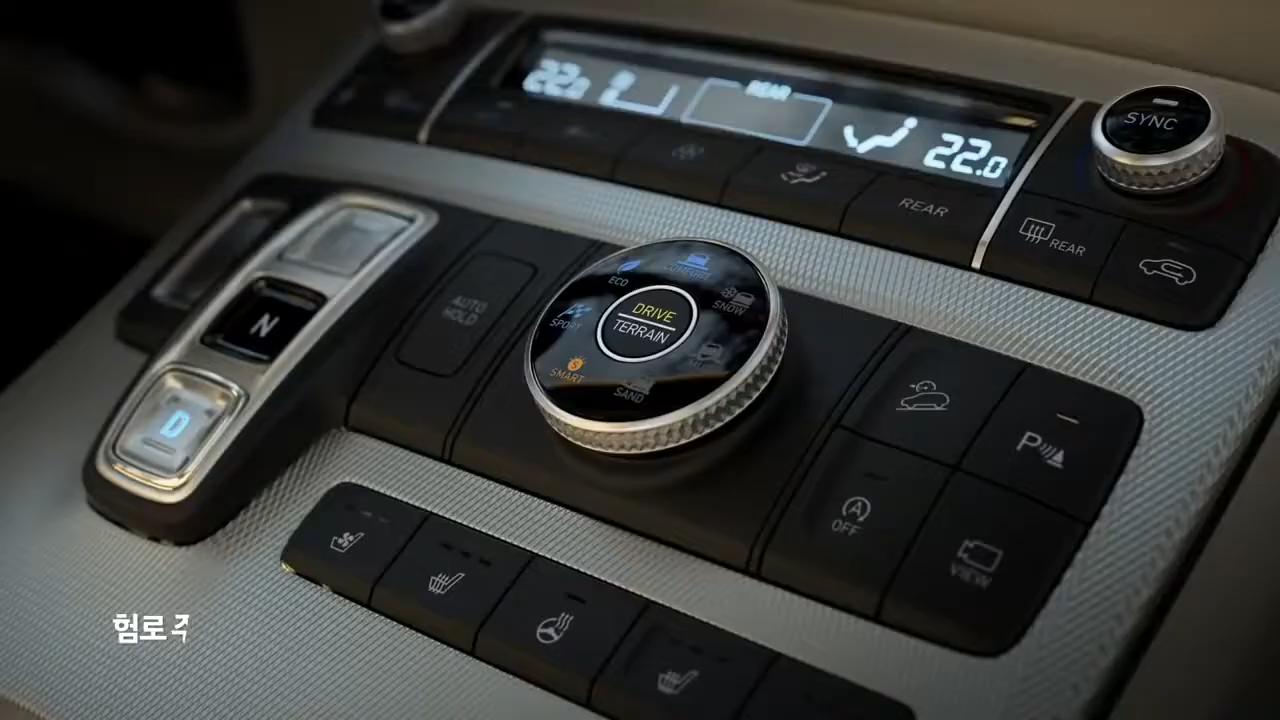 22.0
REAR
22.0
SYNC
REAR
REAR
AUTO
HOLD
N
D
ECO
COMFORT
SNOW
SPORT
DRIVE
TERRAIN
SMART
SAND
P
A
OFF
VIEW
험로